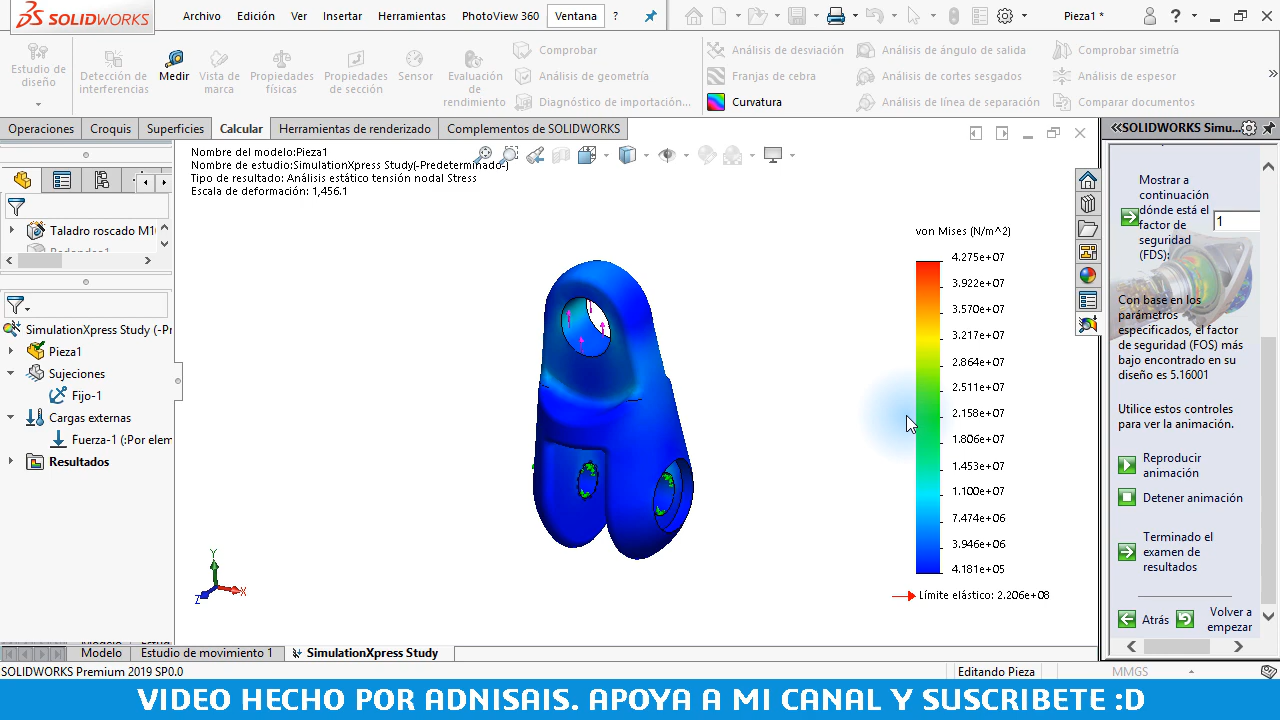 SOLIDWORKS
Archivo
Edición
Ver
Insertar
Herramientas
PhotoView 360
Ventana
?
Pieza1 *
?
Estudio de
diseño
Detección de
interferencias
Medir
Vista de
marca
Propiedades
físicas
Propiedades
de sección
Sensor
Evaluación
de
rendimiento
Comprobar
Análisis de geometría
Diagnóstico de importación...
Análisis de desviación
Franjas de cebra
Curvatura
Análisis de ángulo de salida
Análisis de cortes sesgados
Análisis de línea de separación
Comprobar simetría
Análisis de espesor
Comparar documentos
Operaciones
Croquis
Superficies
Calcular
Herramientas de renderizado
Complementos de SOLIDWORKS
SOLIDWORKS Simu...
Nombre del modelo:Pieza1
Nombre de estudio:SimulationXpress Study(-Predeterminado-)
Tipo de resultado: Análisis estático tensión nodal Stress
Escala de deformación: 1,456.1
Taladro roscado M1
SimulationXpress Study (-Pr
Pieza1
Sujeciones
Fijo-1
Cargas externas
Fuerza-1 (:Por elem
Resultados
von Mises (N/m^2)
4.275e+07
3.922e+07
3.570e+07
3.217e+07
2.864e+07
2.511e+07
2.158e+07
1.806e+07
1.453e+07
1.100e+07
7.474e+06
3.946e+06
4.181e+05
Límite elástico: 2.206e+08
Y
X
Z
Mostrar a
continuación
dónde está el
factor de
seguridad
(FDS):
1
Con base en los
parámetros
especificados, el factor
de seguridad (FOS) más
bajo encontrado en su
diseño es 5.16001
Utilice estos controles
para ver la animación.
Reproducir
animación
Detener animación
Terminado el
examen de
resultados
Atrás
Volver a
empezar
Modelo
Estudio de movimiento 1
SimulationXpress Study
SOLIDWORKS Premium 2019 SP0.0
Editando Pieza
MMGS
VIDEO HECHO POR ADNISAIS. APOYA A MI CANAL Y SUSCRIBETE :D